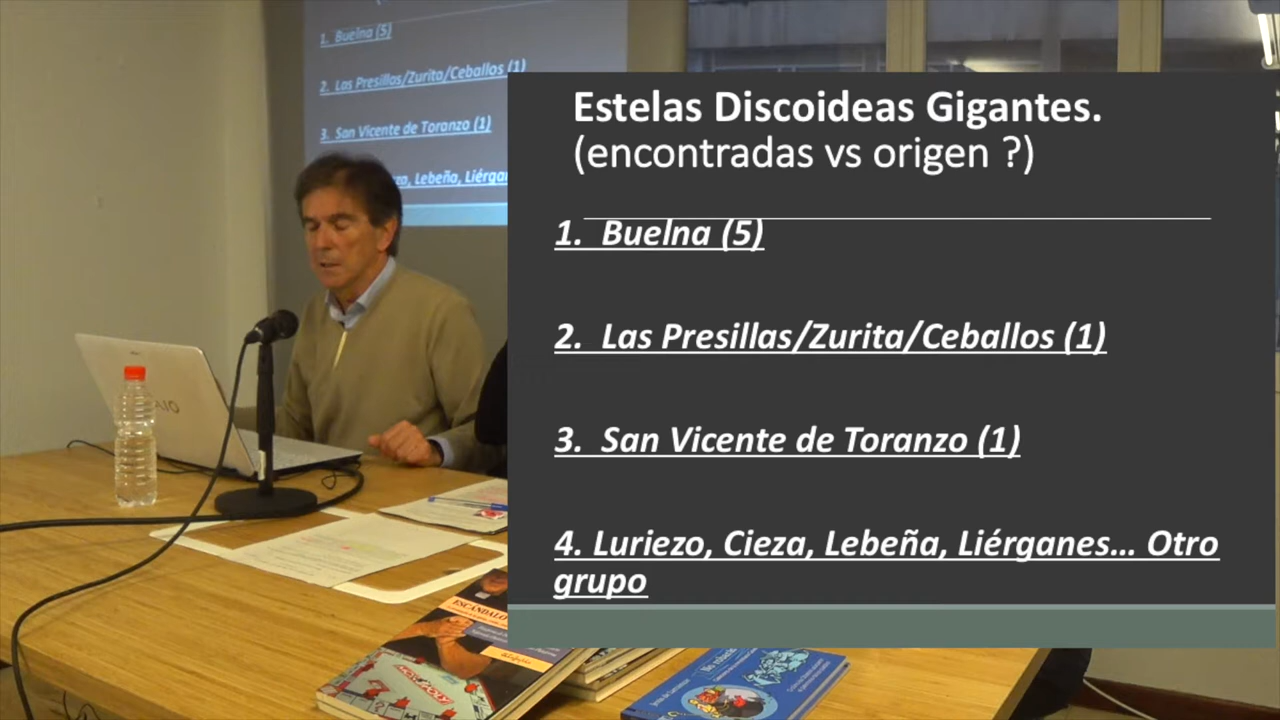 1. Buelna (5)
2. Las Presillas/Zurita/Ceballos (1)
3. San Vicente de Toranzo (1)
Lebeña,
Estelas Discoideas Gigantes.
(encontradas vs origen ?)
1. Buelna (5)
2. Las Presillas/Zurita/Ceballos (1)
3. San Vicente de Toranzo (1)
4. Luriezo, Cieza, Lebeña, Liérganes... Otro
grupo